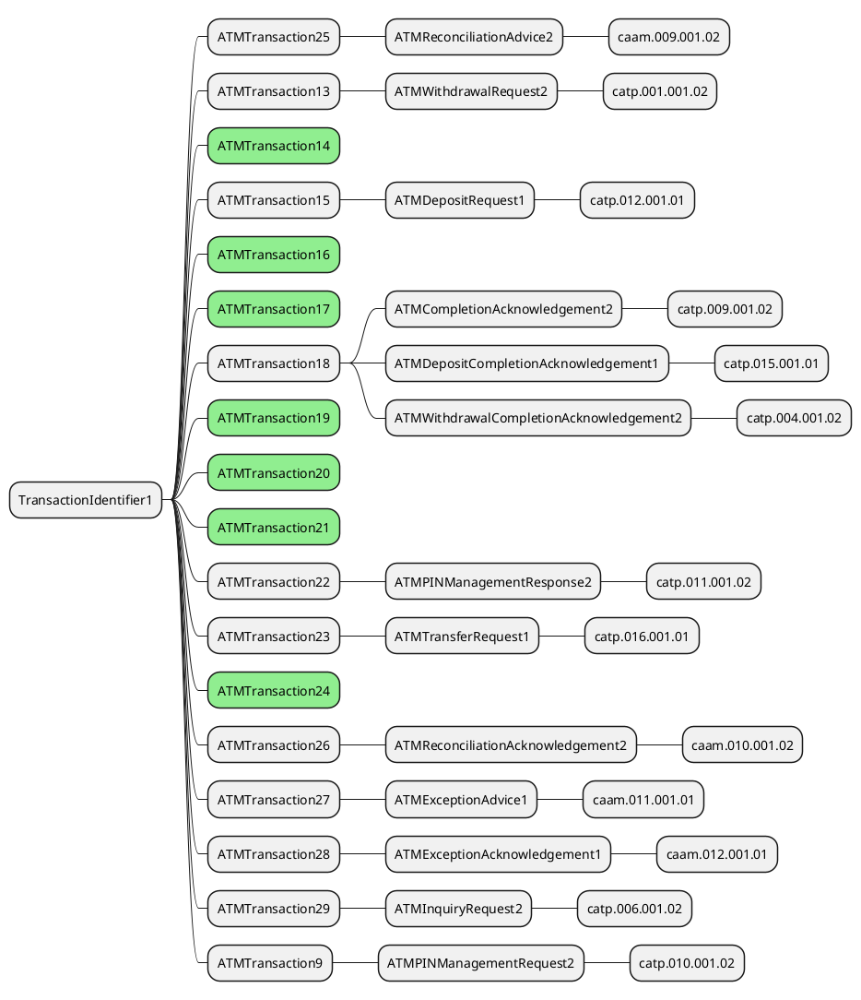 ATMTransaction25 ATMReconciliationAdvice2 caam.009.001.02
ATMTransaction13 ATMWithdrawalRequest2 catp.001.001.02
ATMTransaction14
ATMTransaction15 ATMDepositRequest1 catp.012.001.01
ATMTransaction16
ATMTransaction17 ATMCompletionAcknowledgement2 catp.009.001.02
ATMTransaction18 ATMDepositCompletionAcknowledgement1 catp.015.001.01
ATMTransaction19 ATMWithdrawalCompletionAcknowledgement2 catp.004.001.02
ATMTransaction20
TransactionIdentifier1
ATMTransaction21
ATMTransaction22 ATMPINManagementResponse2 catp.011.001.02
ATMTransaction23 ATMTransferRequest1 catp.016.001.01
ATMTransaction24
ATMTransaction26 ATMReconciliationAcknowledgement2 caam.010.001.02
ATMTransaction27 ATMExceptionAdvice1 caam.011.001.01
ATMTransaction28 ATMExceptionAcknowledgement1 caam.012.001.01
ATMTransaction29 ATMInquiryRequest2 catp.006.001.02
ATMTransaction9 ATMPINManagementRequest2 catp.010.001.02